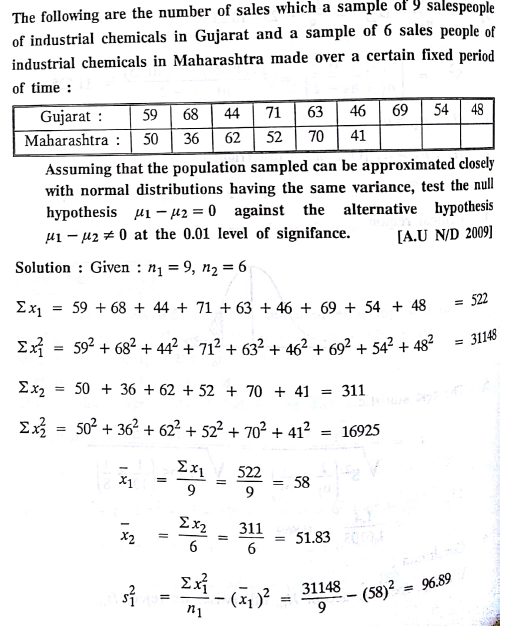 The following are the number of sales which a sample of 9 salespeople
of industrial chemicals in Gujarat and a sample of 6 sales people of
industrial chemicals in Maharashtra made over a certain fixed period
of time :
Gujarat : 59 68 44 71 63 46 69 54 48
Maharashtra : 50 36 62 52 70 41
Assuming that the population sampled can be approximated closely
with normal distributions having the same variance, test the null
hypothesis μ1 − μ2 = 0 against the alternative hypothesis
μ1 − μ2 ≠ 0 at the 0.01 level of signifance. [A.U N/D 2009]
Solution : Given : n₁ = 9, n₂ = 6
Σx₁ = 59 + 68 + 44 + 71 + 63 + 46 + 69 + 54 + 48 = 522
Σx₁² = 59² + 68² + 44² + 71² + 63² + 46² + 69² + 54² + 48² = 31148
Σx₂ = 50 + 36 + 62 + 52 + 70 + 41 = 311
Σx₂² = 50² + 36² + 62² + 52² + 70² + 41² = 16925
x̄₁ = Σx₁/9 = 522/9 = 58
x̄₂ = Σx₂/6 = 311/6 = 51.83
s₁² = Σx₁²/n₁ − (x̄₁)² = 31148/9 − (58)² = 96.89